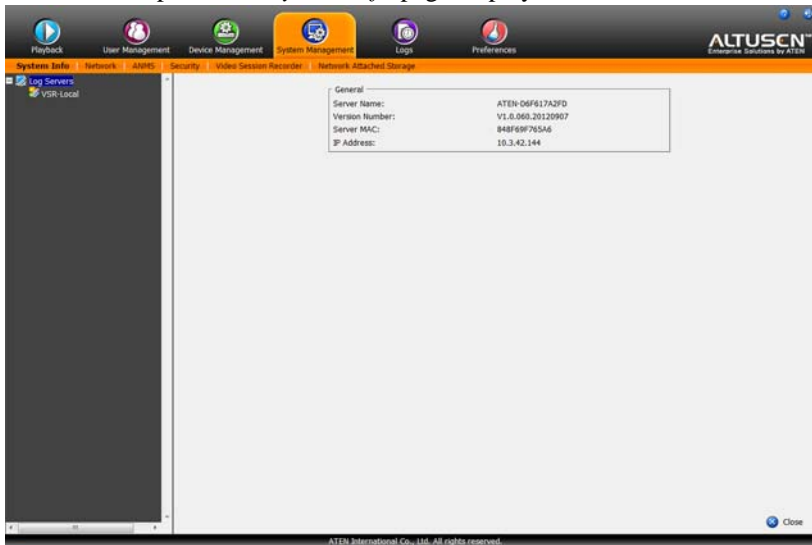 Playback User Management Device Management System Management Logs Preferences
ALTUSEN™
Enterprise Solutions by ATEN
System Info Network ANMS Security Video Session Recorder Network Attached Storage
Log Servers
VSR-Local
General
Server Name: ATEN-D6F617A2FD
Version Number: V1.0.060.20120907
Server MAC: 848F69F765A6
IP Address: 10.3.42.144
Close
ATEN International Co., Ltd. All rights reserved.